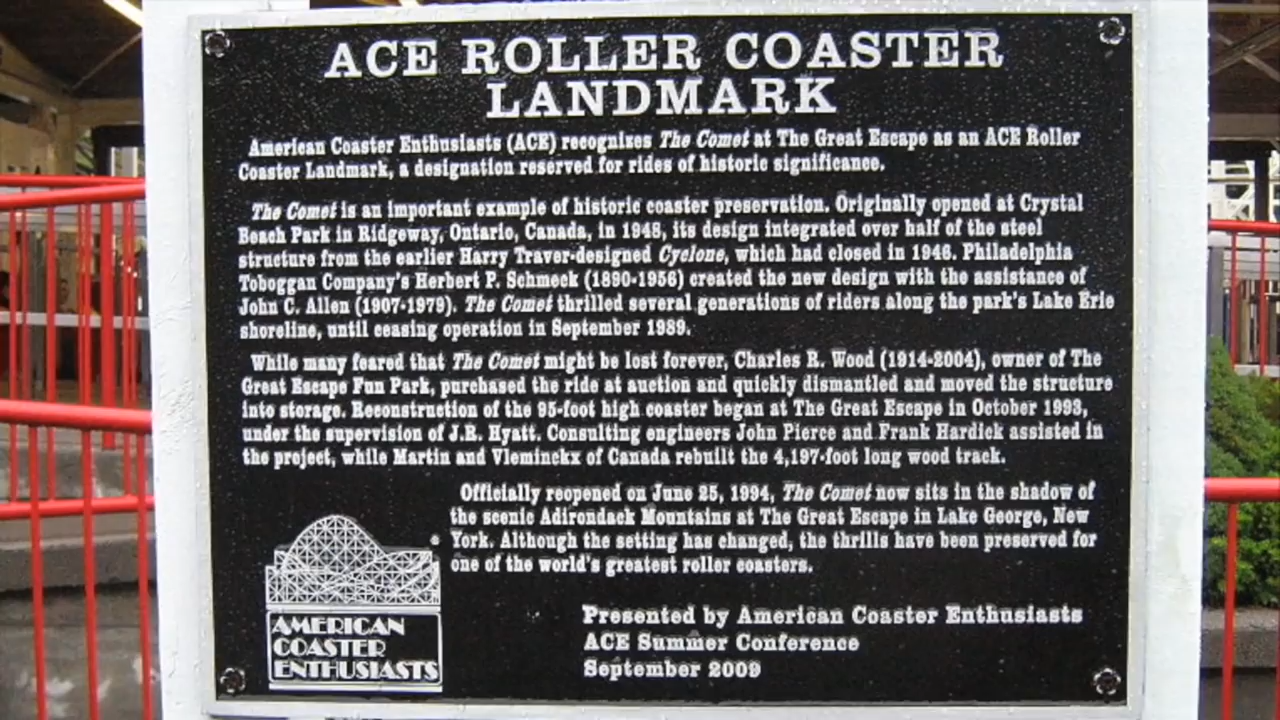 ACE ROLLER COASTER
LANDMARK
American Coaster Enthusiasts (ACE) recognizes The Comet at The Great Escape as an ACE Roller
Coaster Landmark, a designation reserved for rides of historic significance.
The Comet is an important example of historic coaster preservation. Originally opened at Crystal
Beach Park in Ridgeway, Ontario, Canada, in 1948, its design integrated over half of the steel
structure from the earlier Harry Traver-designed Cyclone, which had closed in 1946. Philadelphia
Toboggan Company's Herbert P. Schmeck (1890-1956) created the new design with the assistance of
John C. Allen (1907-1979). The Comet thrilled several generations of riders along the park's Lake Erie
shoreline, until ceasing operation in September 1989.
While many feared that The Comet might be lost forever, Charles R. Wood (1914-2004), owner of The
Great Escape Fun Park, purchased the ride at auction and quickly dismantled and moved the structure
into storage. Reconstruction of the 95-foot high coaster began at The Great Escape in October 1993,
under the supervision of J.R. Hyatt. Consulting engineers John Pierce and Frank Hardick assisted in
the project, while Martin and Vleminckx of Canada rebuilt the 4,197-foot long wood track.
Officially reopened on June 25, 1994, The Comet now sits in the shadow of
the scenic Adirondack Mountains at The Great Escape in Lake George, New
York. Although the setting has changed, the thrills have been preserved for
one of the world's greatest roller coasters.
®
AMERICAN
COASTER
ENTHUSIASTS
Presented by American Coaster Enthusiasts
ACE Summer Conference
September 2009